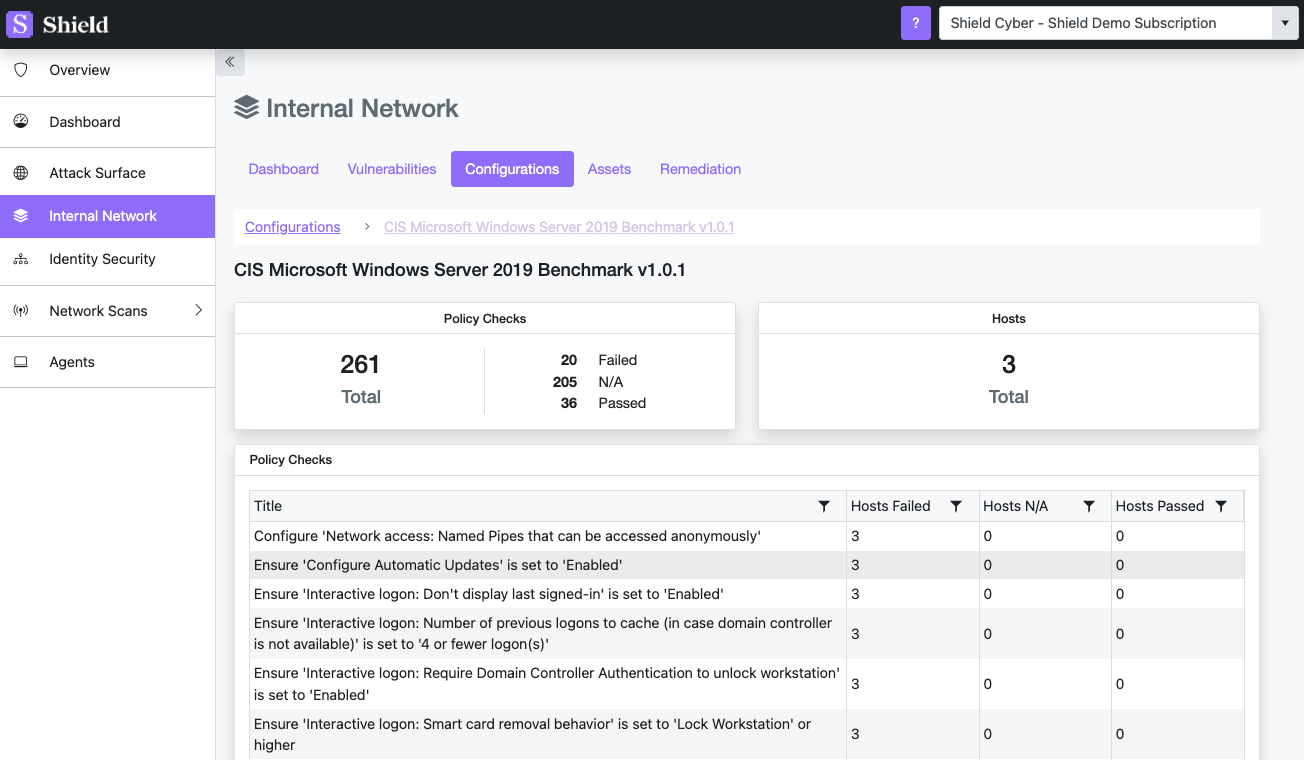 S Shield
? Shield Cyber - Shield Demo Subscription
Overview
Dashboard
Attack Surface
Internal Network
Identity Security
Network Scans
Agents
Internal Network
Dashboard Vulnerabilities Configurations Assets Remediation
Configurations > CIS Microsoft Windows Server 2019 Benchmark v1.0.1
CIS Microsoft Windows Server 2019 Benchmark v1.0.1
Policy Checks
261
Total
20 Failed
205 N/A
36 Passed
Hosts
3
Total
Policy Checks
Title Hosts Failed Hosts N/A Hosts Passed
Configure 'Network access: Named Pipes that can be accessed anonymously' 3 0 0
Ensure 'Configure Automatic Updates' is set to 'Enabled' 3 0 0
Ensure 'Interactive logon: Don't display last signed-in' is set to 'Enabled' 3 0 0
Ensure 'Interactive logon: Number of previous logons to cache (in case domain controller
is not available)' is set to '4 or fewer logon(s)' 3 0 0
Ensure 'Interactive logon: Require Domain Controller Authentication to unlock workstation'
is set to 'Enabled' 3 0 0
Ensure 'Interactive logon: Smart card removal behavior' is set to 'Lock Workstation' or
higher 3 0 0